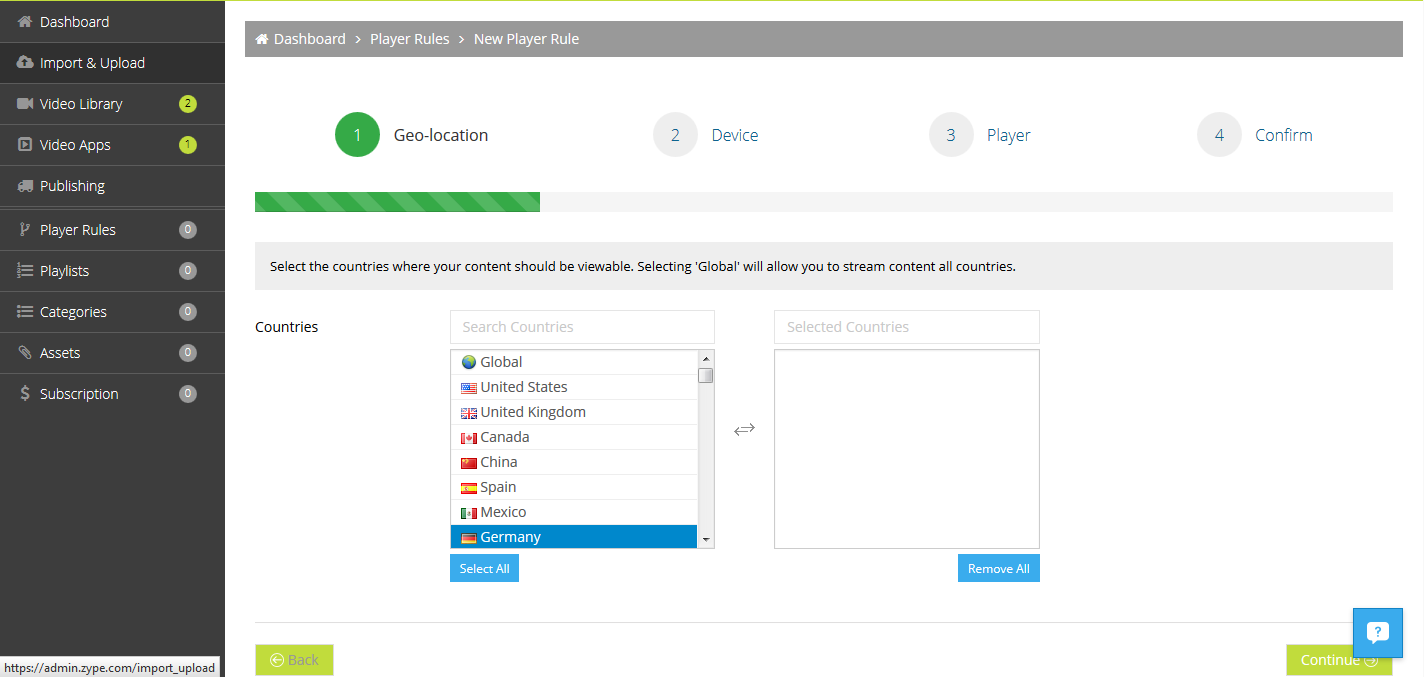 Dashboard
Import & Upload
Video Library 2
Video Apps 1
Publishing
Player Rules 0
Playlists 0
Categories 0
Assets 0
Subscription 0
https://admin.zype.com/import_upload
Dashboard > Player Rules > New Player Rule
1 Geo-location
2 Device
3 Player
4 Confirm
Select the countries where your content should be viewable. Selecting 'Global' will allow you to stream content all countries.
Countries
Search Countries
Global
United States
United Kingdom
Canada
China
Spain
Mexico
Germany
Select All
Selected Countries
Remove All
Back
Continue
?